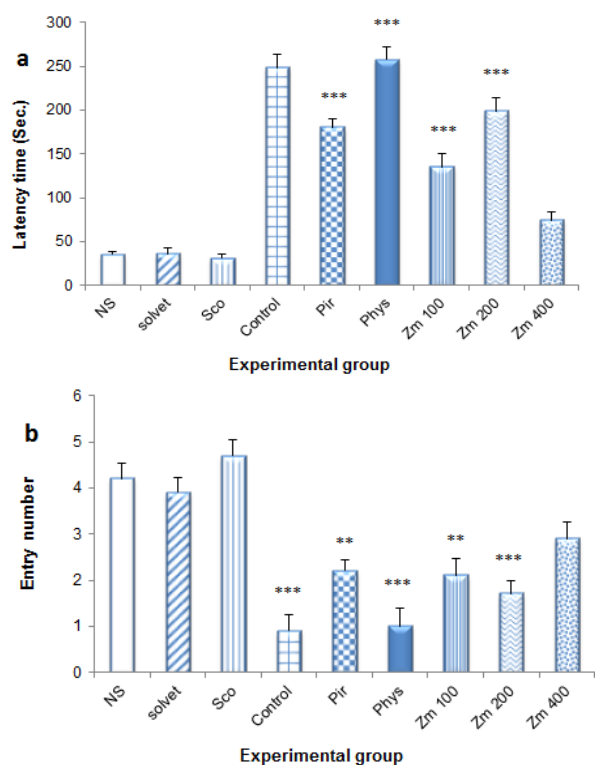 a
Latency time (Sec.)
300
250
200
150
100
50
0
***
***
***
***
NS
solvet
Sco
Control
Pir
Phys
Zm 100
Zm 200
Zm 400
Experimental group
b
Entry number
6
5
4
3
2
1
0
***
**
***
**
***
NS
solvet
Sco
Control
Pir
Phys
Zm 100
Zm 200
Zm 400
Experimental group